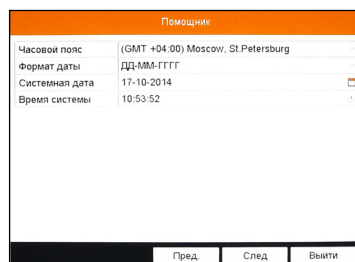 Помощник
Часовой пояс (GMT +04:00) Moscow, St.Petersburg
Формат даты ДД-ММ-ГГГГ
Системная дата 17-10-2014
Время системы 10:53:52
Пред. След Выйти